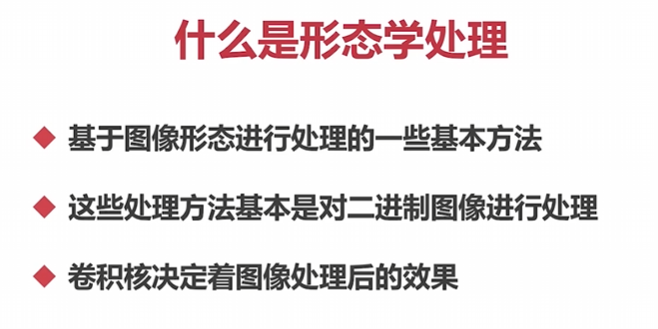 什么是形态学处理
基于图像形态进行处理的一些基本方法
这些处理方法基本是对二进制图像进行处理
卷积核决定着图像处理后的效果